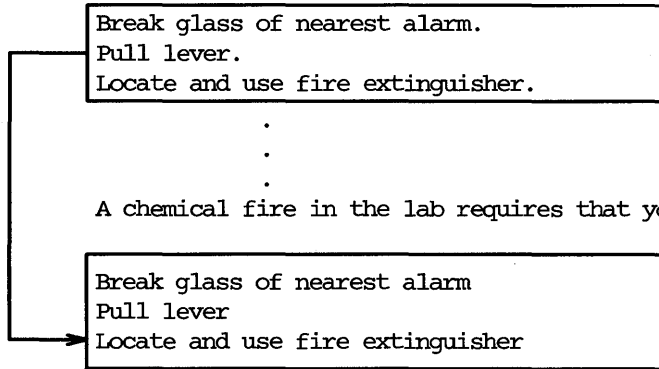 Break glass of nearest alarm.
Pull lever.
Locate and use fire extinguisher.
.
.
.
A chemical fire in the lab requires that
Break glass of nearest alarm
Pull lever
Locate and use fire extinguisher